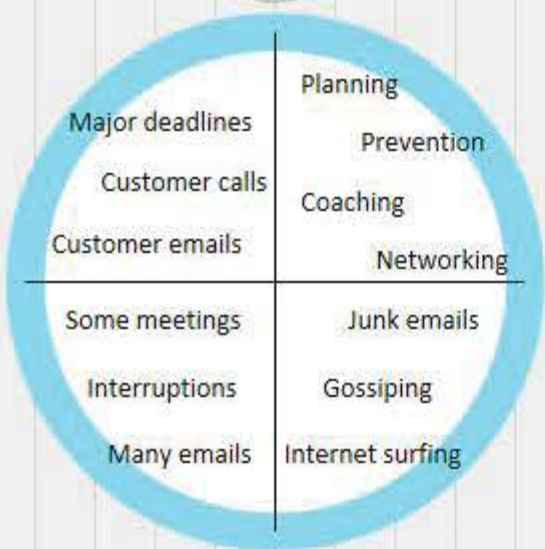 Major deadlines
Customer calls
Customer emails
Planning
Prevention
Coaching
Networking
Some meetings
Interruptions
Many emails
Junk emails
Gossiping
Internet surfing